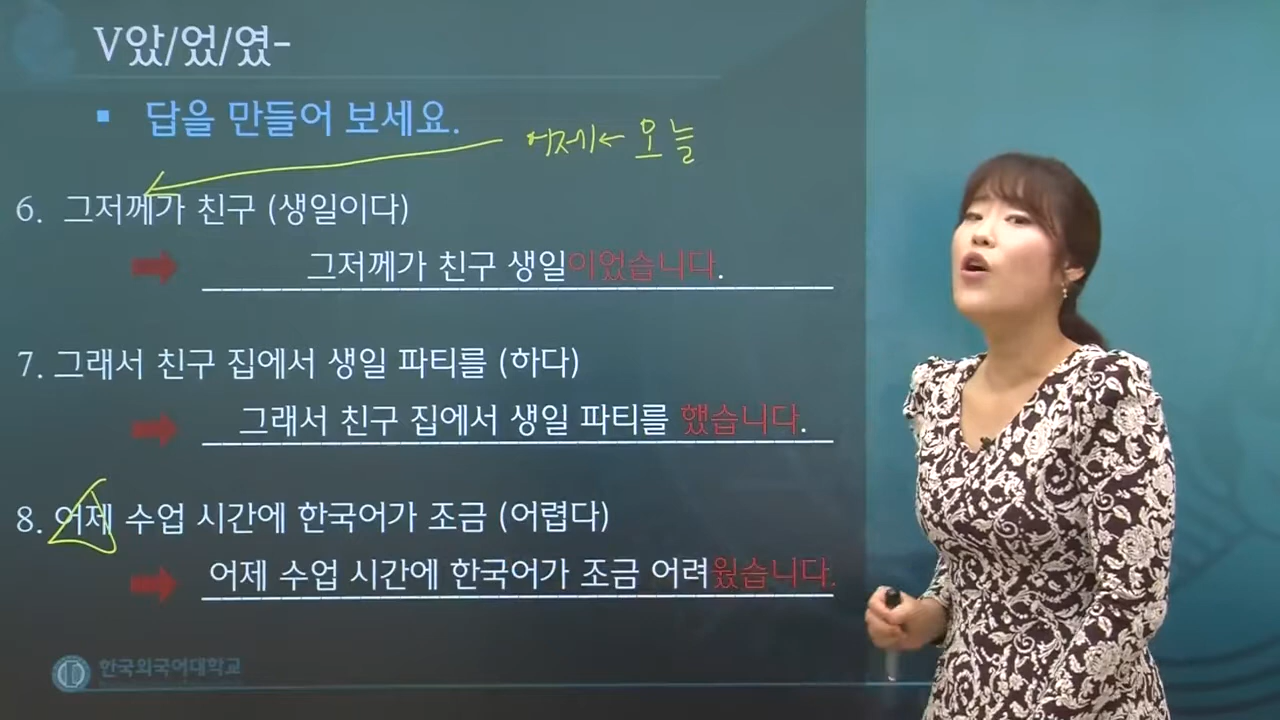 V았/었/였-
▪ 답을 만들어 보세요.
어제 ← 오늘
6. 그저께가 친구 (생일이다)
그저께가 친구 생일이었습니다.
7. 그래서 친구 집에서 생일 파티를 (하다)
그래서 친구 집에서 생일 파티를 했습니다.
8. 어제 수업 시간에 한국어가 조금 (어렵다)
어제 수업 시간에 한국어가 조금 어려웠습니다.
한국외국어대학교